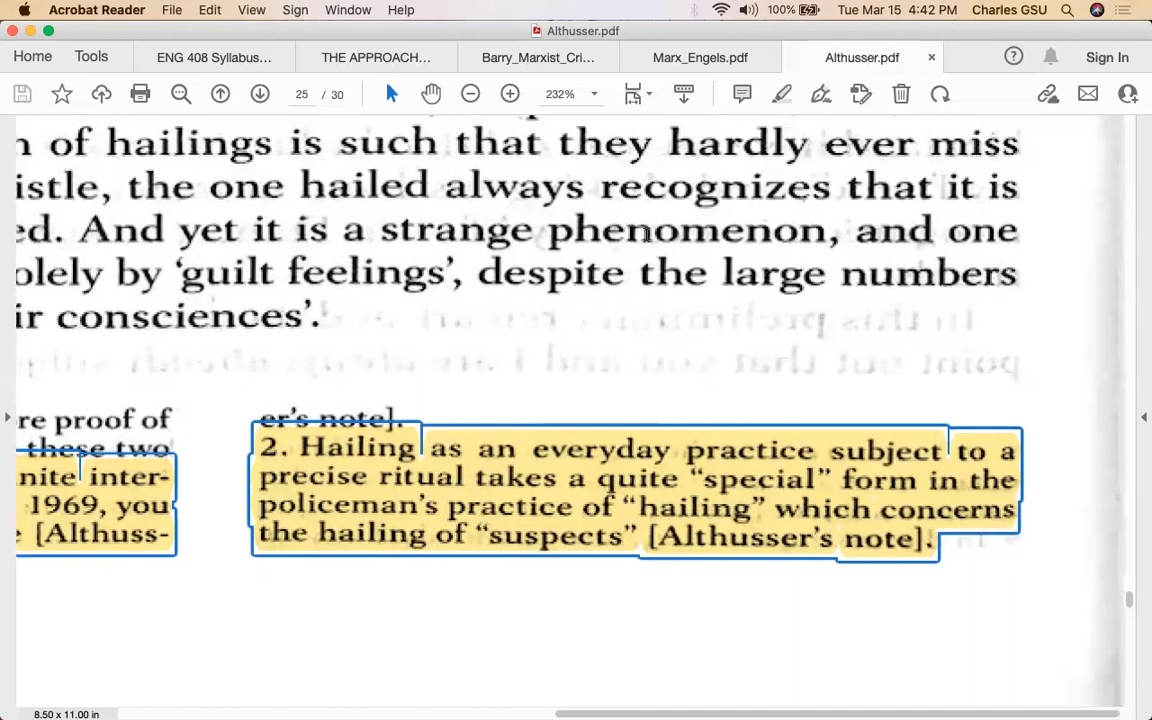 Acrobat Reader File Edit View Sign Window Help 100% Tue Mar 15 4:42 PM Charles GSU
Althusser.pdf
Home Tools ENG 408 Syllabus... THE APPROACH... Barry_Marxist_Cri... Marx_Engels.pdf Althusser.pdf × ? Sign In
25 / 30 232%
n of hailings is such that they hardly ever miss
istle, the one hailed always recognizes that it is
ed. And yet it is a strange phenomenon, and one
olely by ‘guilt feelings’, despite the large numbers
ir consciences’.
re proof of
these two
nite inter-
1969, you
[Althuss-
er’s note].
2. Hailing as an everyday practice subject to a
precise ritual takes a quite “special” form in the
policeman’s practice of “hailing” which concerns
the hailing of “suspects” [Althusser’s note].
8.50 x 11.00 in